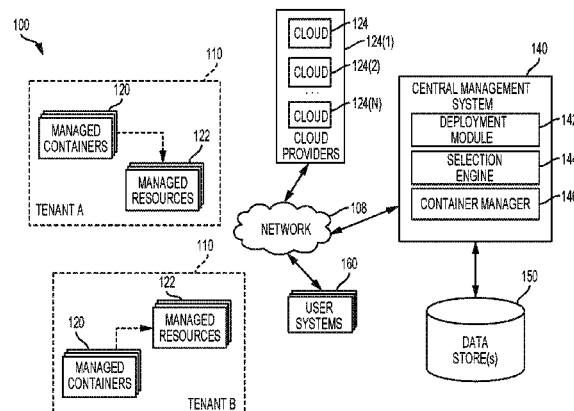 100
110
120
MANAGED
CONTAINERS
122
MANAGED
RESOURCES
TENANT A
110
122
MANAGED
RESOURCES
120
MANAGED
CONTAINERS
TENANT B
CLOUD
124
124(1)
CLOUD
124(2)
...
CLOUD
124(N)
CLOUD
PROVIDERS
NETWORK
108
160
USER
SYSTEMS
140
CENTRAL MANAGEMENT
SYSTEM
DEPLOYMENT
MODULE
SELECTION
ENGINE
CONTAINER MANAGER
150
DATA
STORE(s)